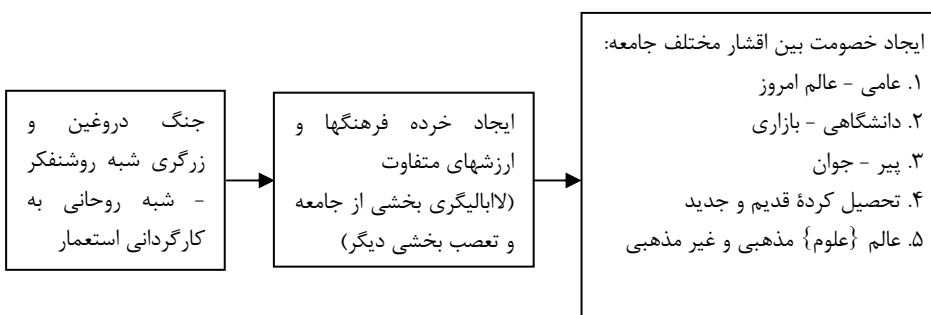 جنگ دروغین و
زرگری شبه روشنفکر
- شبه روحانی به
کارگردانی استعمار
ایجاد خرده فرهنگها و
ارزشهای متفاوت
(لاابالیگری بخشی از جامعه
و تعصب بخشی دیگر)
ایجاد خصومت بین اقشار مختلف جامعه:
۱. عامی - عالم امروز
۲. دانشگاهی - بازاری
۳. پیر - جوان
۴. تحصیل کردۀ قدیم و جدید
۵. عالم {علوم} مذهبی و غیر مذهبی